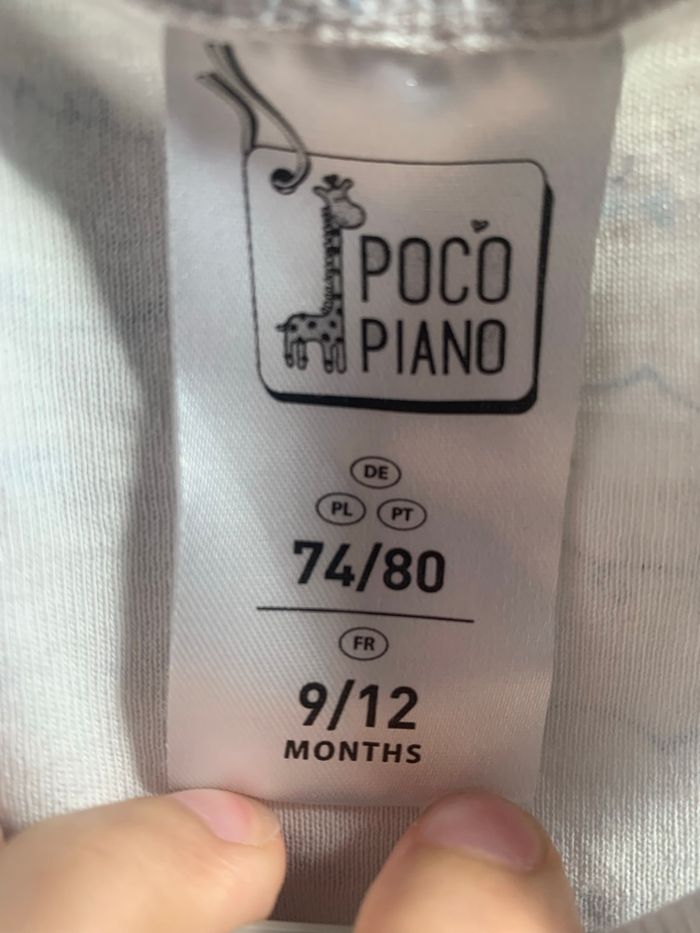 POCO
PIANO
DE
PL PT
74/80
FR
9/12
MONTHS